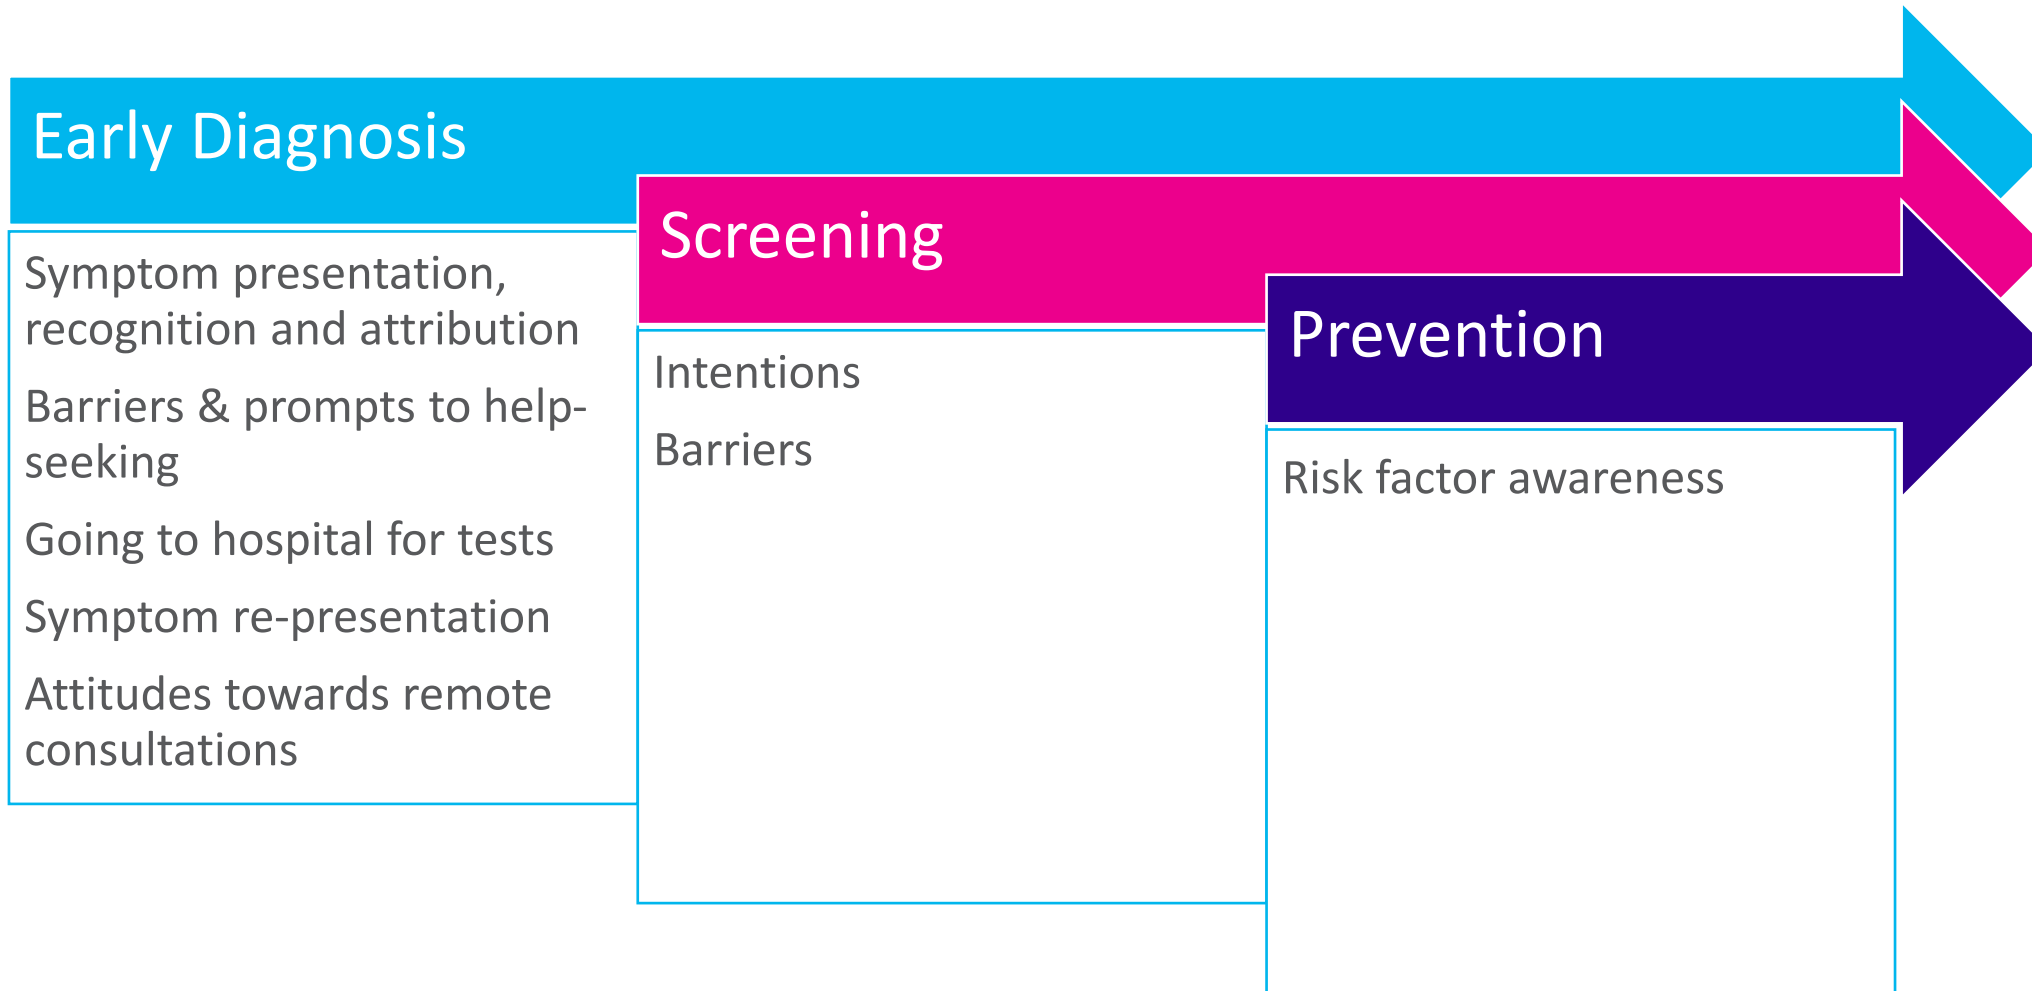 Early Diagnosis
Symptom presentation,
recognition and attribution
Barriers & prompts to help-
seeking
Going to hospital for tests
Symptom re-presentation
Attitudes towards remote
consultations
Screening
Intentions
Barriers
Prevention
Risk factor awareness